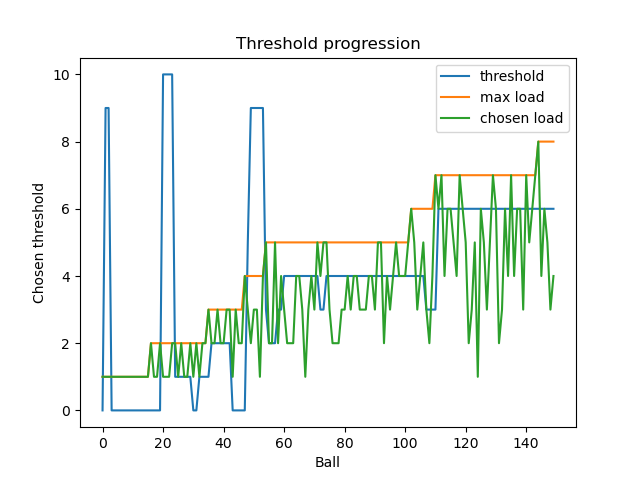 Threshold progression
threshold
max load
chosen load
10
8
6
4
2
0
Chosen threshold
0 20 40 60 80 100 120 140
Ball